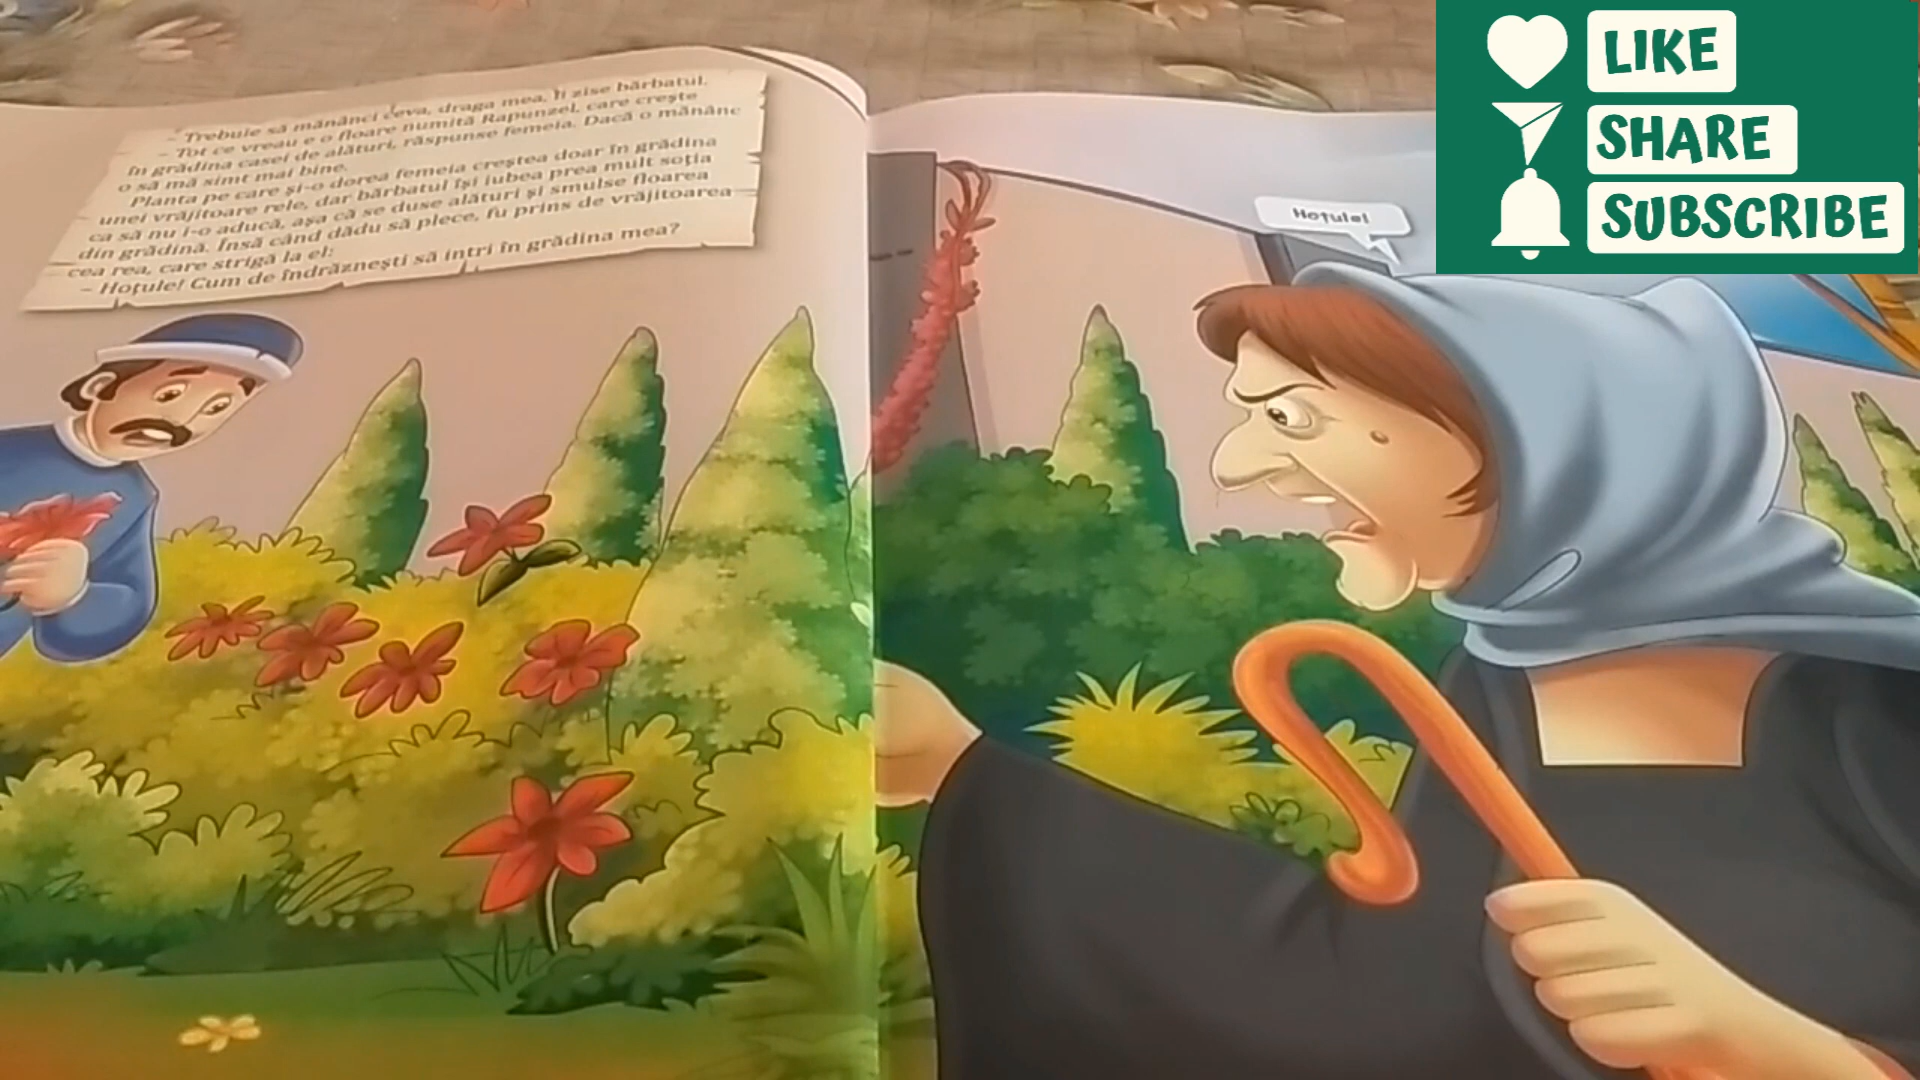 – Trebuie să mănânci ceva, draga mea, îi zise bărbatul.
– Tot ce vreau e o floare numită Rapunzel, care crește
în grădina casei de alături, răspunse femeia. Dacă o mănânc
o să mă simt mai bine.
Planta pe care și-o dorea femeia creștea doar în grădina
unei vrăjitoare rele, dar bărbatul își iubea prea mult soția
ca să nu i-o aducă, așa că se duse alături și smulse floarea
din grădină. Însă când dădu să plece, fu prins de vrăjitoarea
cea rea, care strigă la el:
– Hoțule! Cum de îndrăznești să intri în grădina mea?
Hoțule!
LIKE
SHARE
SUBSCRIBE